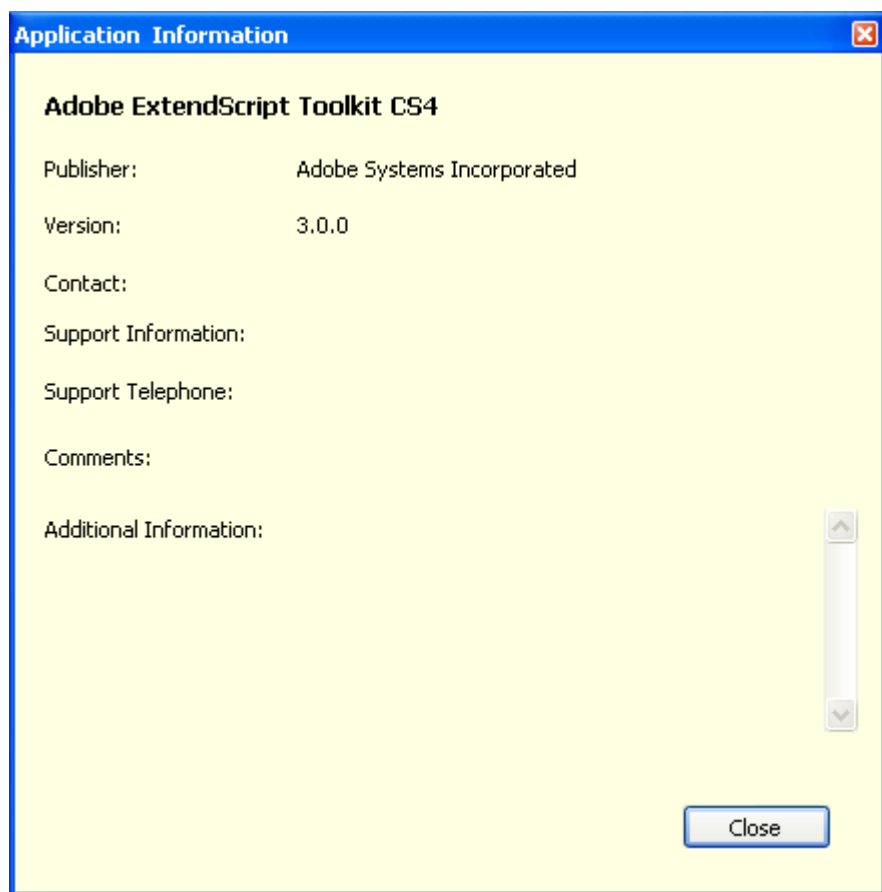 Application Information
Adobe ExtendScript Toolkit CS4
Publisher: Adobe Systems Incorporated
Version: 3.0.0
Contact:
Support Information:
Support Telephone:
Comments:
Additional Information:
Close